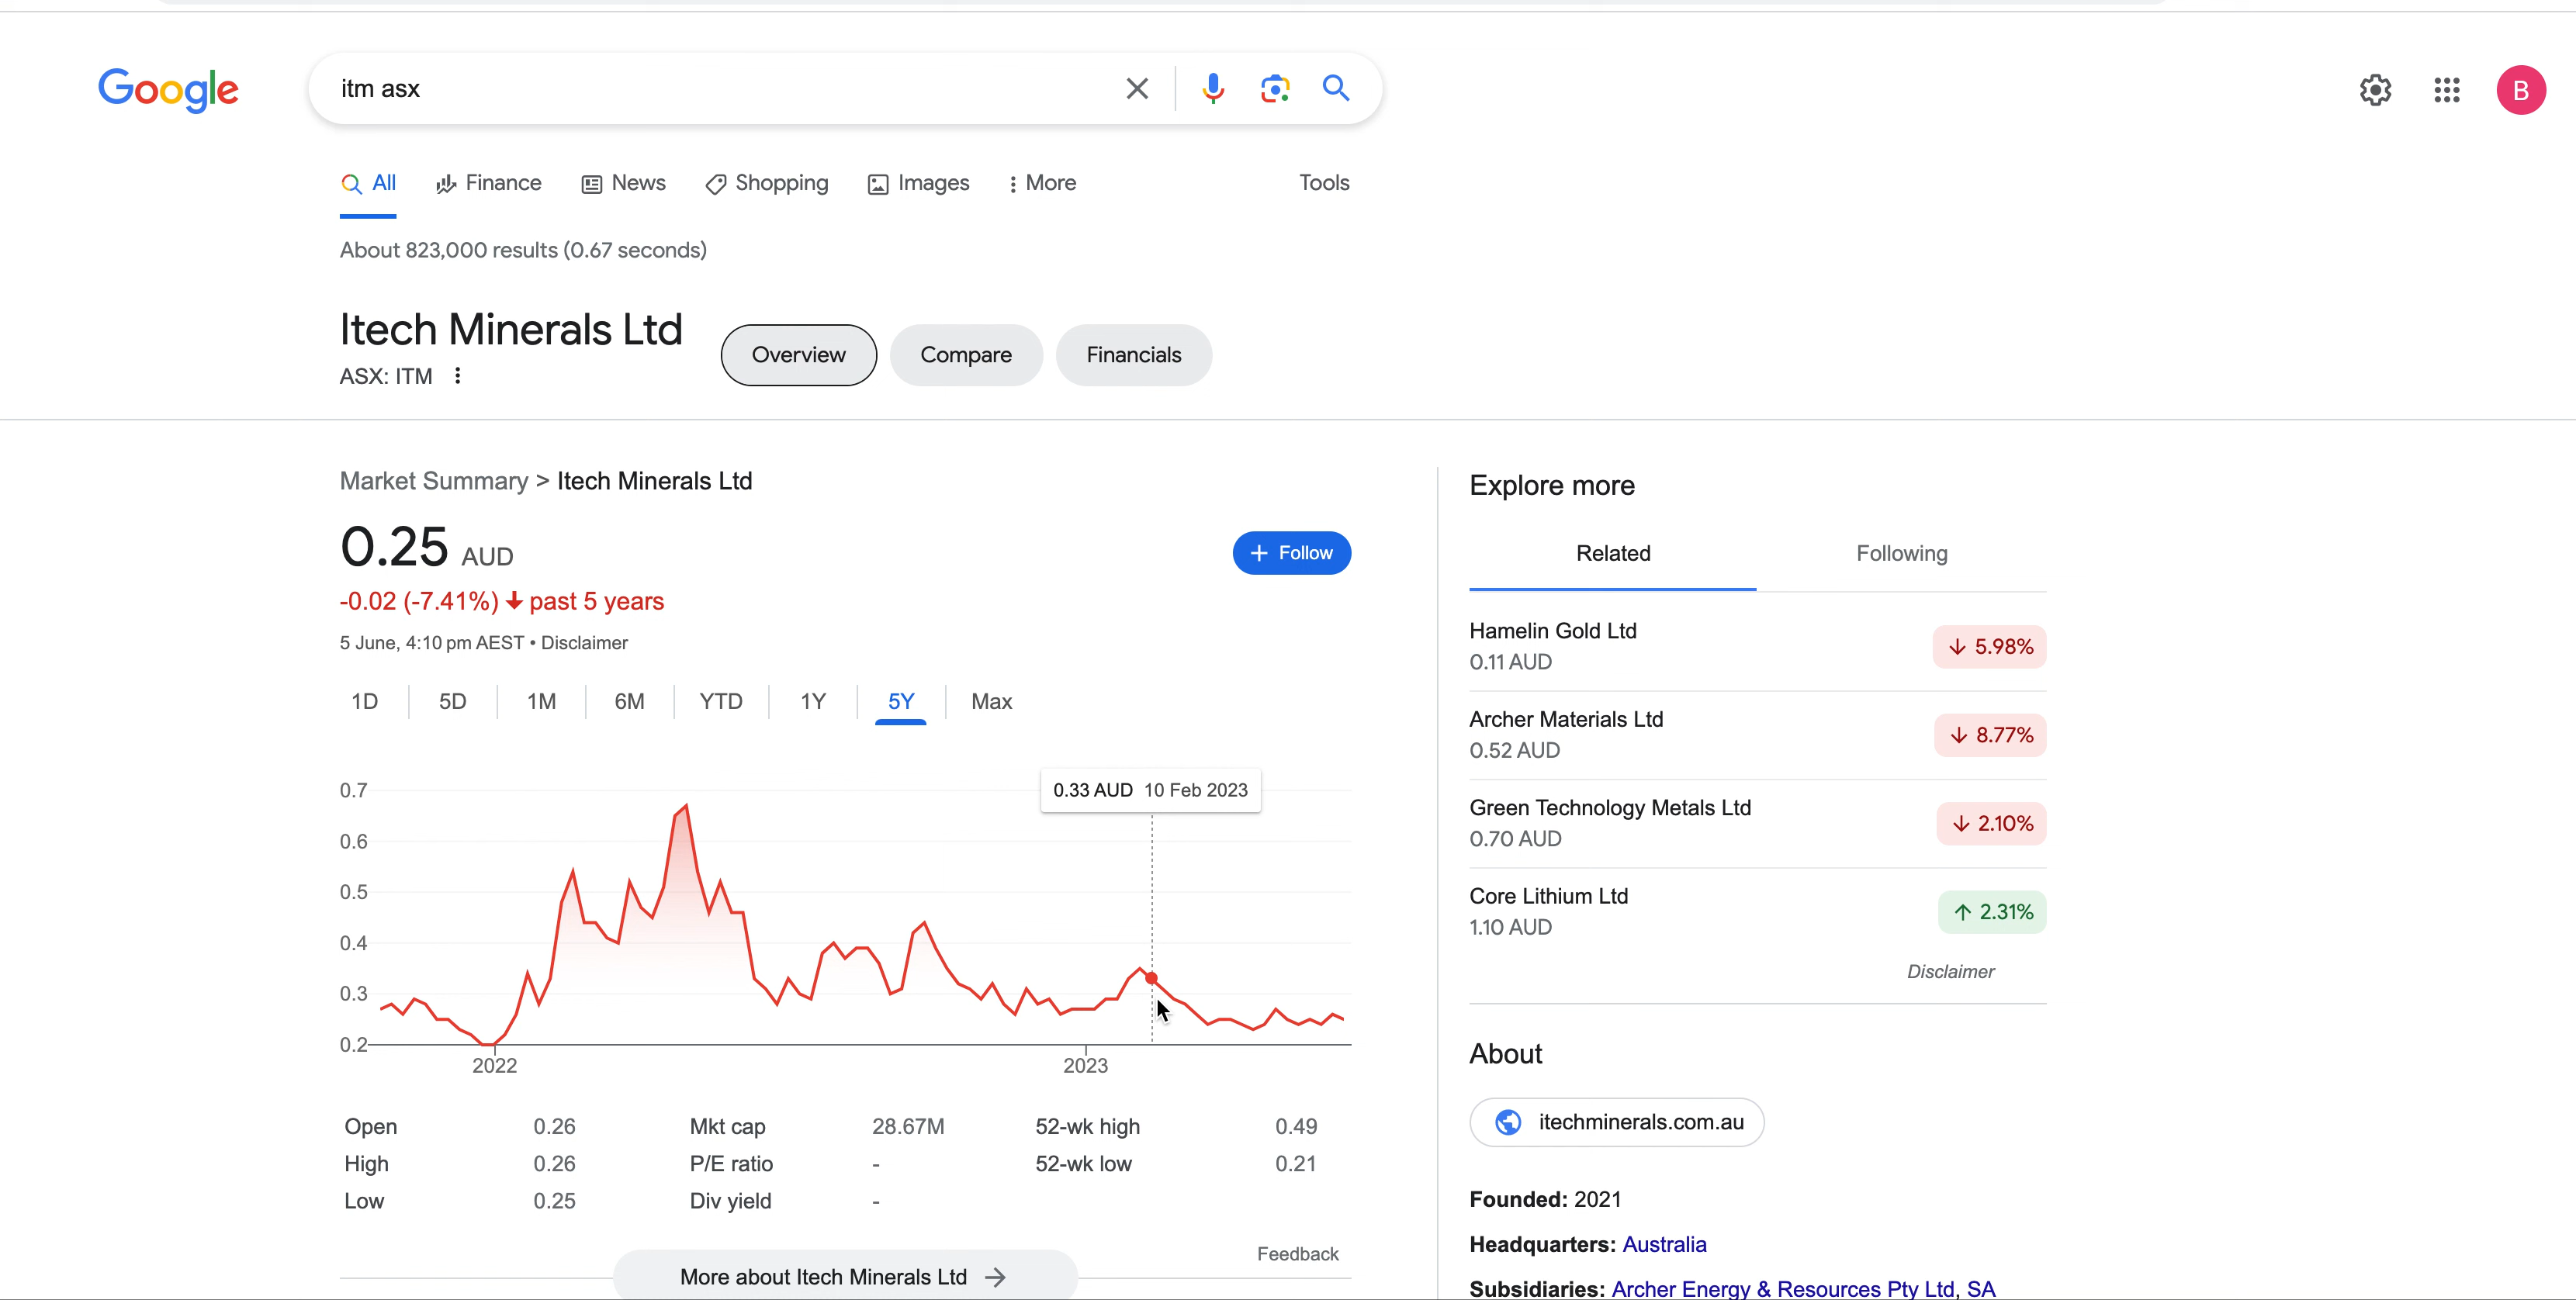 Google
itm asx
B
All
Finance
News
Shopping
Images
More
Tools
About 823,000 results (0.67 seconds)
Itech Minerals Ltd
ASX: ITM
Overview
Compare
Financials
Market Summary > Itech Minerals Ltd
0.25 AUD
+ Follow
-0.02 (-7.41%) ↓ past 5 years
5 June, 4:10 pm AEST • Disclaimer
1D
5D
1M
6M
YTD
1Y
5Y
Max
0.33 AUD 10 Feb 2023
0.7
0.6
0.5
0.4
0.3
0.2
2022
2023
Open 0.26
High 0.26
Low 0.25
Mkt cap 28.67M
P/E ratio -
Div yield -
52-wk high 0.49
52-wk low 0.21
Feedback
More about Itech Minerals Ltd →
Explore more
Related
Following
Hamelin Gold Ltd
0.11 AUD
↓ 5.98%
Archer Materials Ltd
0.52 AUD
↓ 8.77%
Green Technology Metals Ltd
0.70 AUD
↓ 2.10%
Core Lithium Ltd
1.10 AUD
↑ 2.31%
Disclaimer
About
itechminerals.com.au
Founded: 2021
Headquarters: Australia
Subsidiaries: Archer Energy & Resources Pty Ltd, SA